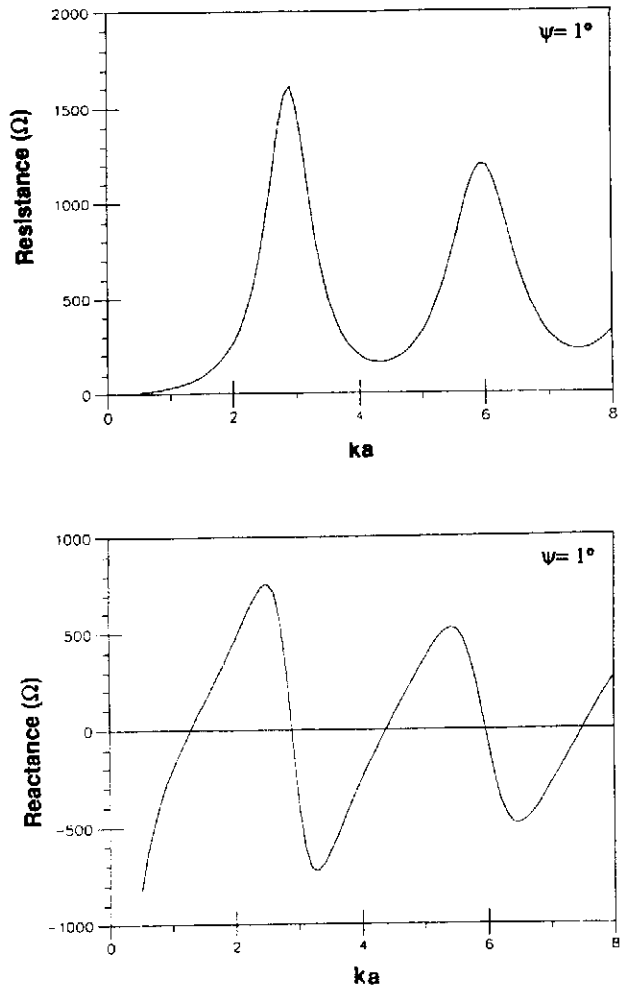 2000
ψ= 1°
1500
1000
500
0
0 2 4 6 8
Resistance (Ω)
ka
1000
ψ= 1°
500
0
-500
-1000
0 2 4 6 8
Reactance (Ω)
ka